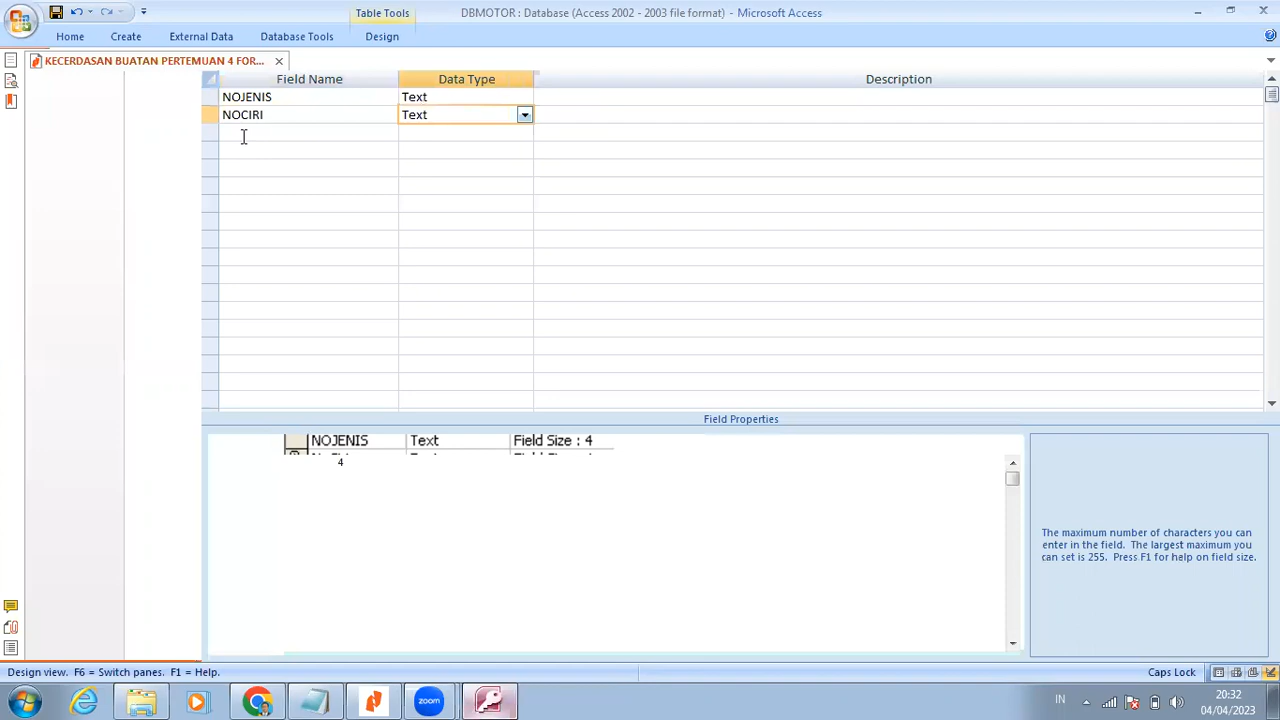 Table Tools
DBMOTOR : Database (Access 2002 - 2003 file format) - Microsoft Access
Home
Create
External Data
Database Tools
Design
KECERDASAN BUATAN PERTEMUAN 4 FOR...
Field Name
Data Type
Description
NOJENIS
Text
NOCIRI
Text
Field Properties
NOJENIS
Text
Field Size : 4
4
The maximum number of characters you can
enter in the field. The largest maximum you
can set is 255. Press F1 for help on field size.
Design view. F6 = Switch panes. F1 = Help.
Caps Lock
zoom
IN
20:32
04/04/2023